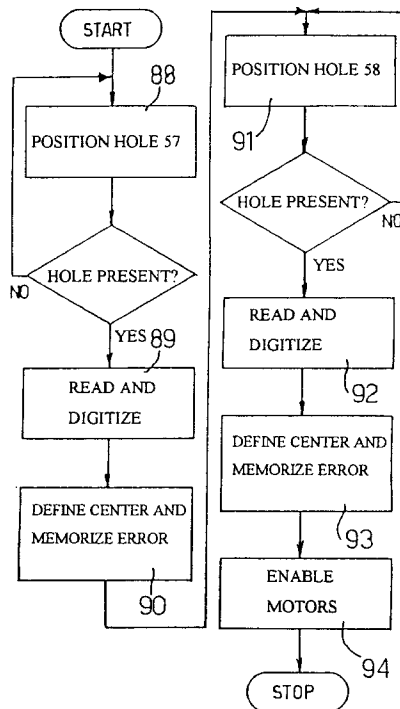 START
88
POSITION HOLE 57
HOLE PRESENT?
NO
YES
89
READ AND
DIGITIZE
DEFINE CENTER AND
MEMORIZE ERROR
90
POSITION HOLE 58
91
HOLE PRESENT?
NO
YES
READ AND
DIGITIZE
92
DEFINE CENTER AND
MEMORIZE ERROR
93
ENABLE
MOTORS
94
STOP